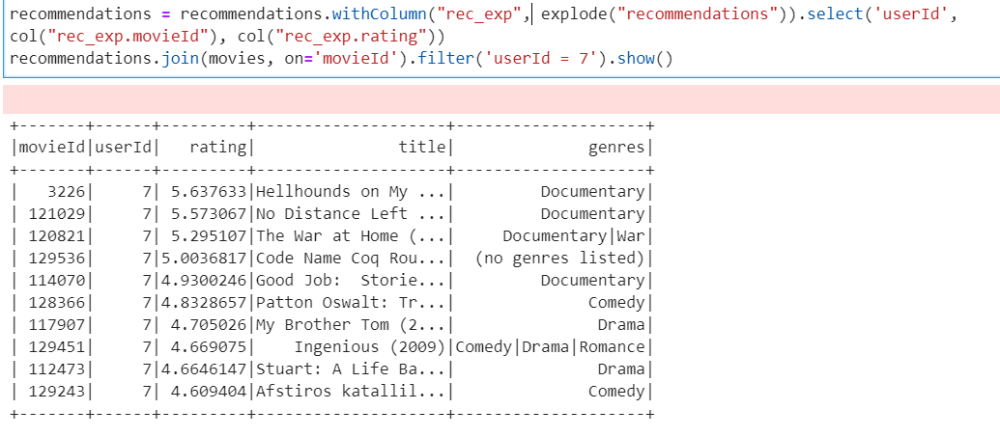 recommendations = recommendations.withColumn("rec_exp", explode("recommendations")).select('userId',
col("rec_exp.movieId"), col("rec_exp.rating"))
recommendations.join(movies, on='movieId').filter('userId = 7').show()
+-------+------+---------+--------------------+--------------------+
|movieId|userId|   rating|               title|              genres|
+-------+------+---------+--------------------+--------------------+
|   3226|     7| 5.637633|Hellhounds on My ...|         Documentary|
| 121029|     7| 5.573067|No Distance Left ...|         Documentary|
| 120821|     7| 5.295107|The War at Home (...|     Documentary|War|
| 129536|     7|5.0036817|Code Name Coq Rou...|  (no genres listed)|
| 114070|     7|4.9300246|Good Job:  Storie...|         Documentary|
| 128366|     7|4.8328657|Patton Oswalt: Tr...|              Comedy|
| 117907|     7| 4.705026|My Brother Tom (2...|               Drama|
| 129451|     7| 4.669075|    Ingenious (2009)|Comedy|Drama|Romance|
| 112473|     7|4.6646147|Stuart: A Life Ba...|               Drama|
| 129243|     7| 4.609404|Afstiros katallil...|              Comedy|
+-------+------+---------+--------------------+--------------------+